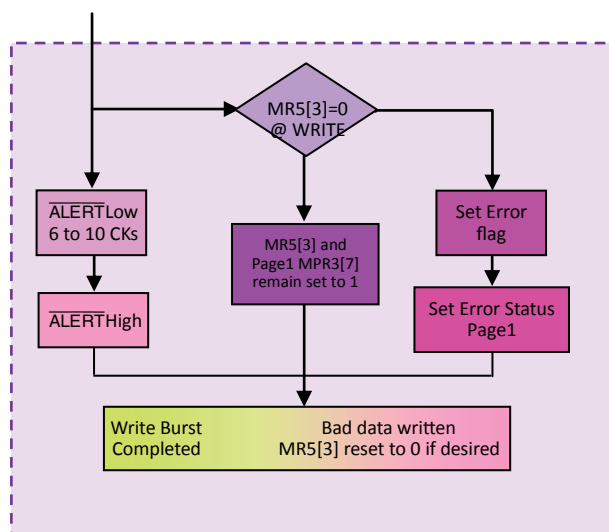 MR5[3]=0
@ WRITE
ALERT Low
6 to 10 CKs
ALERT High
MR5[3] and
Page1 MPR3[7]
remain set to 1
Set Error
flag
Set Error Status
Page1
Write Burst
Completed
Bad data written
MR5[3] reset to 0 if desired